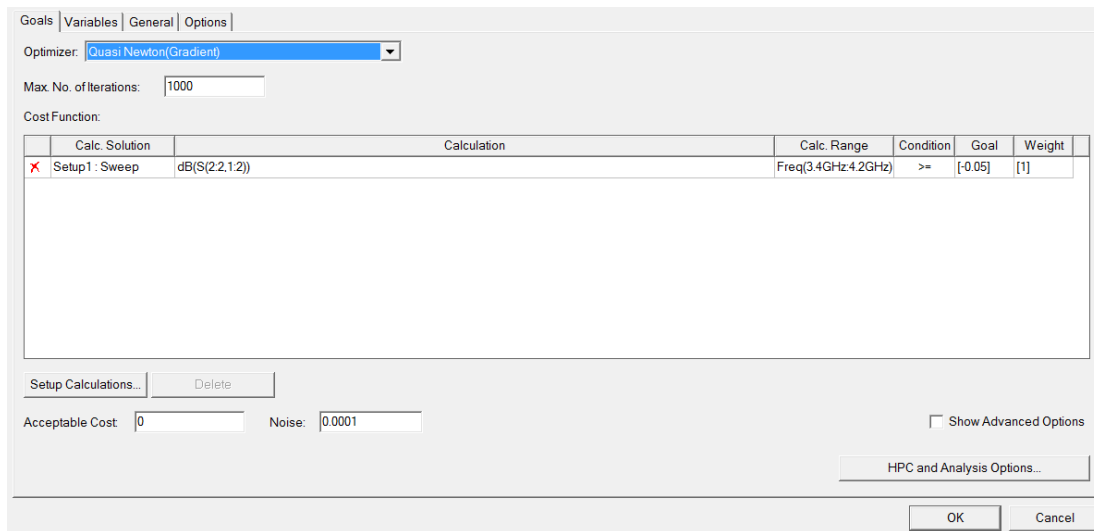 Goals Variables General Options
Optimizer: Quasi Newton(Gradient)
Max. No. of Iterations: 1000
Cost Function:
Calc. Solution Calculation Calc. Range Condition Goal Weight
Setup1 : Sweep dB(S(2:2,1:2)) Freq(3.4GHz:4.2GHz) >= [-0.05] [1]
Setup Calculations... Delete
Acceptable Cost: 0 Noise: 0.0001 Show Advanced Options
HPC and Analysis Options...
OK Cancel